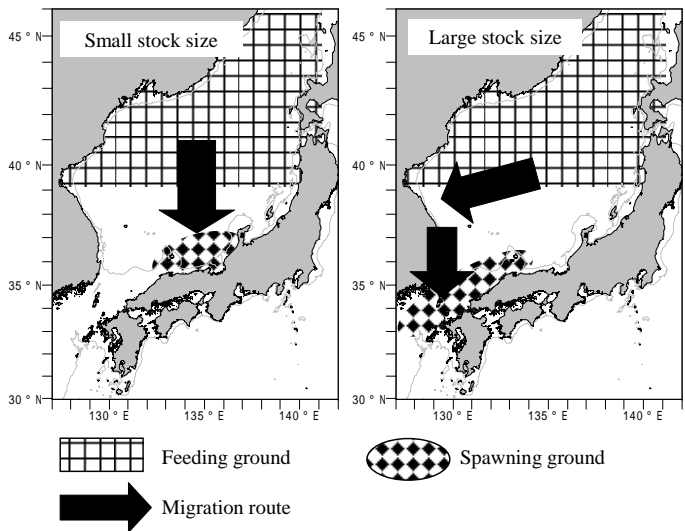 Small stock size
Large stock size
45 ° N
40 ° N
35 ° N
30 ° N
130 °E
135 °E
140 °E
45 ° N
40 ° N
35 ° N
30 ° N
130 °E
135 °E
140 °E
Feeding ground
Spawning ground
Migration route